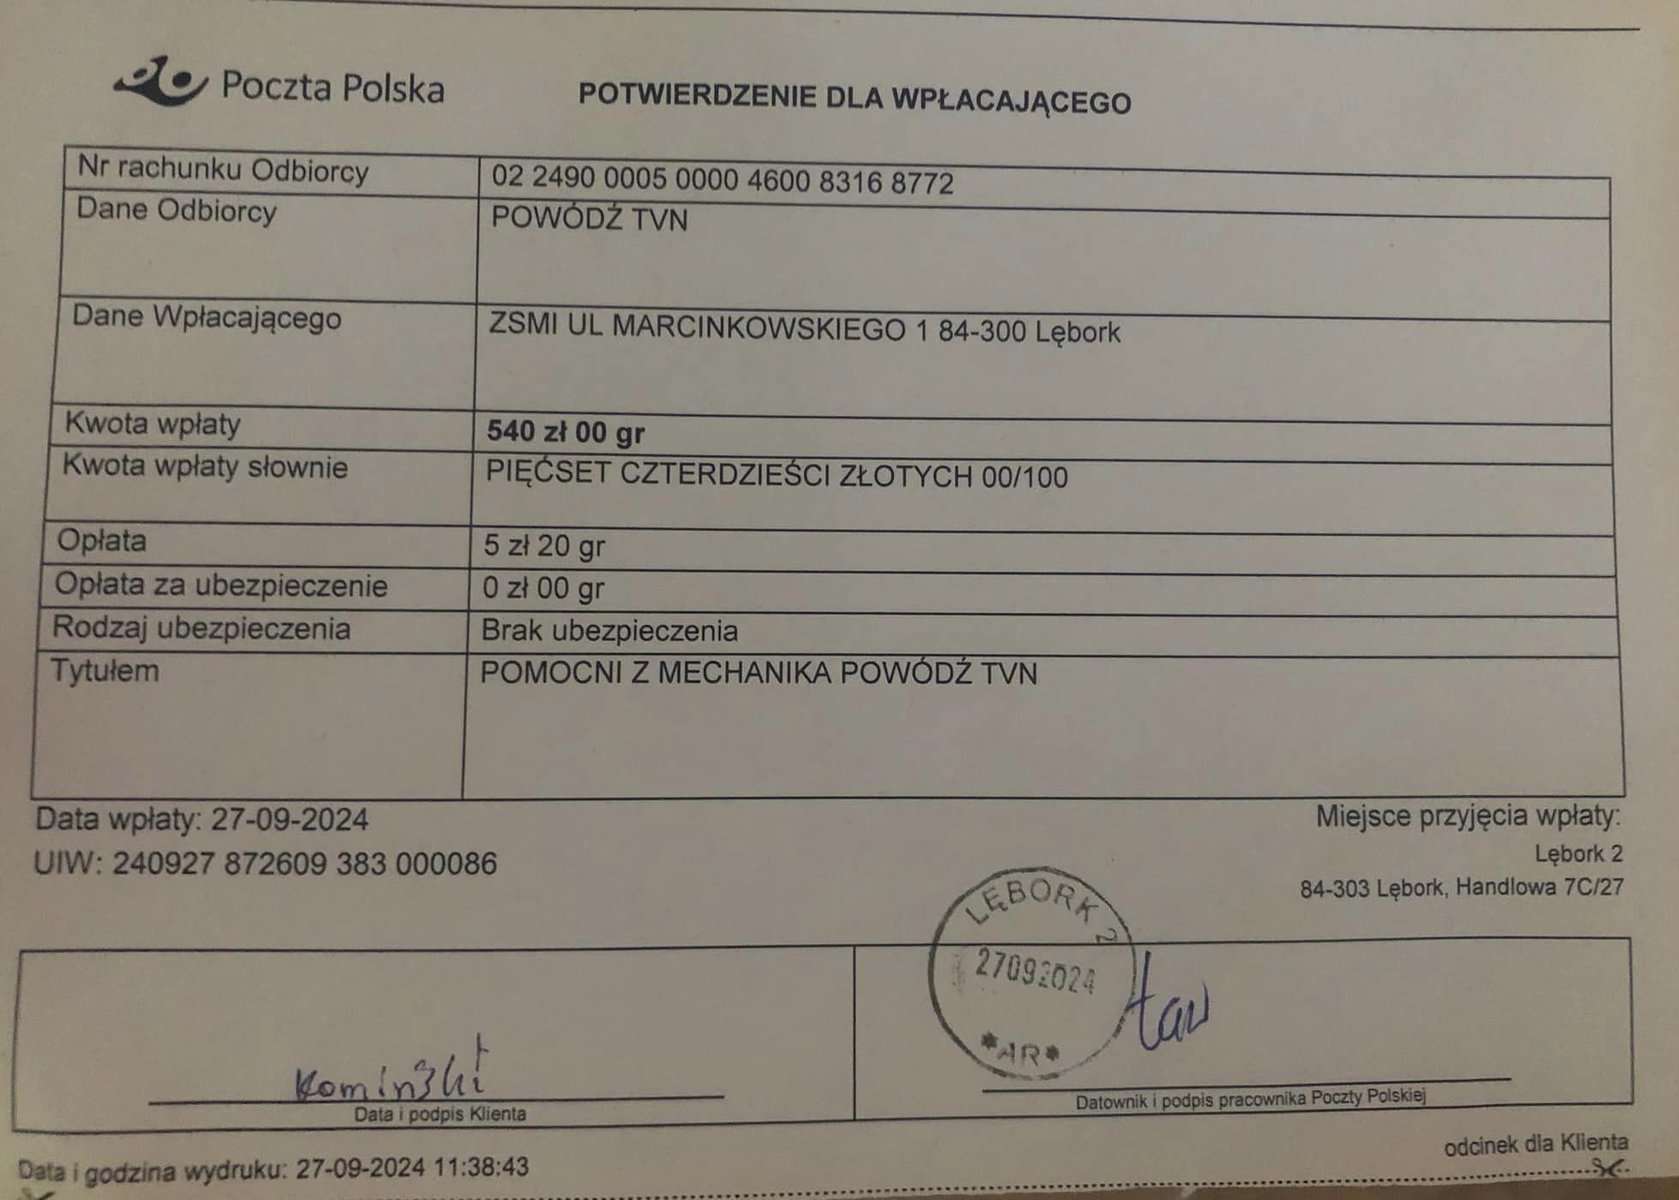 Poczta Polska
POTWIERDZENIE DLA WPŁACAJĄCEGO
Nr rachunku Odbiorcy 02 2490 0005 0000 4600 8316 8772
Dane Odbiorcy POWÓDŹ TVN
Dane Wpłacającego ZSMI UL MARCINKOWSKIEGO 1 84-300 Lębork
Kwota wpłaty 540 zł 00 gr
Kwota wpłaty słownie PIĘĆSET CZTERDZIEŚCI ZŁOTYCH 00/100
Opłata 5 zł 20 gr
Opłata za ubezpieczenie 0 zł 00 gr
Rodzaj ubezpieczenia Brak ubezpieczenia
Tytułem POMOCNI Z MECHANIKA POWÓDŹ TVN
Data wpłaty: 27-09-2024
UIW: 240927 872609 383 000086
Miejsce przyjęcia wpłaty:
Lębork 2
84-303 Lębork, Handlowa 7C/27
LĘBORK 2
27092024
*AR*
Kominski
Data i podpis Klienta
Datownik i podpis pracownika Poczty Polskiej
odcinek dla Klienta
Data i godzina wydruku: 27-09-2024 11:38:43